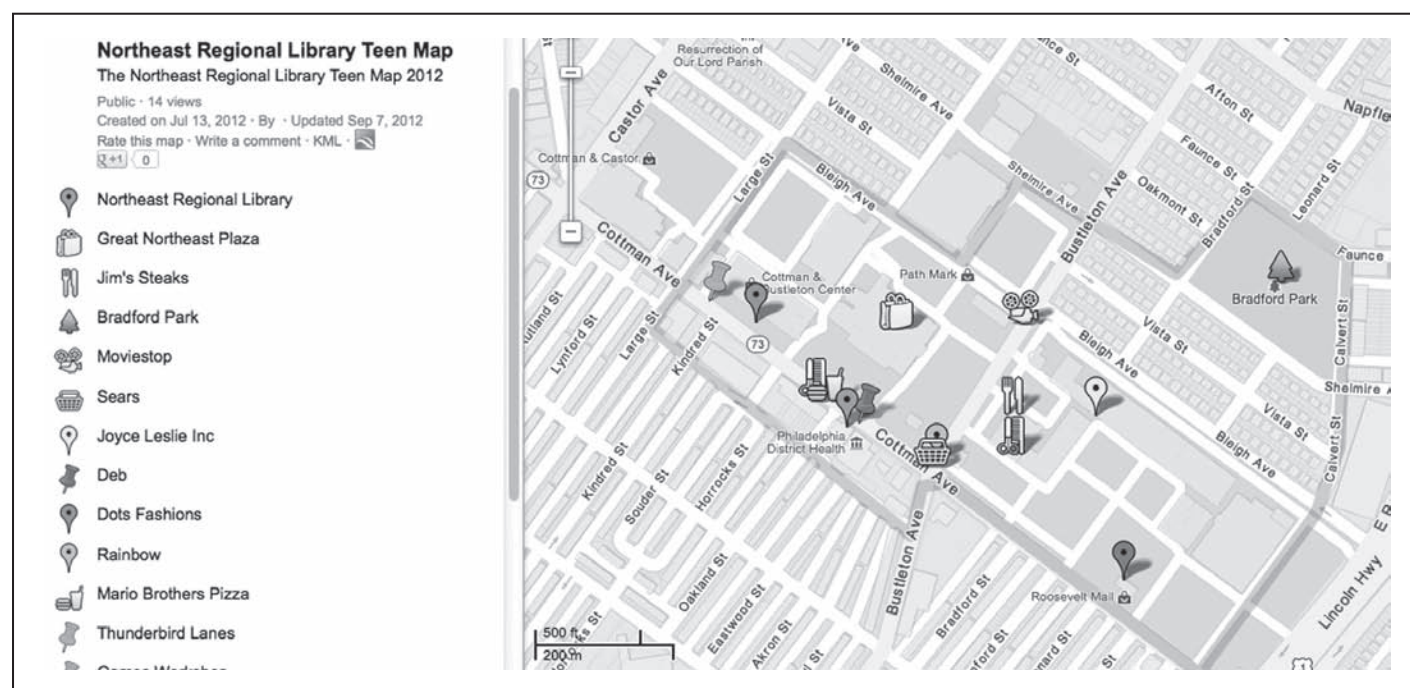 Northeast Regional Library Teen Map
The Northeast Regional Library Teen Map 2012
Public · 14 views
Created on Jul 13, 2012 · By · Updated Sep 7, 2012
Rate this map · Write a comment · KML ·
+1 0
Northeast Regional Library
Great Northeast Plaza
Jim's Steaks
Bradford Park
Moviestop
Sears
Joyce Leslie Inc
Deb
Dots Fashions
Rainbow
Mario Brothers Pizza
Thunderbird Lanes
Resurrection of
Our Lord Parish
Castor Ave
Shelmire Ave
Vista St
Afton St
Napfle
Faunce St
Leonard St
Cottman & Castor
73
Large St
Bleigh Ave
Shelmire Ave
Oakmont St
Bradford St
Bustleton Ave
Cottman Ave
Cottman &
Bustleton Center
Path Mark
Bradford Park
Faunce
Calvert St
Lynford St
Large St
Kindred St
73
Vista St
Bleigh Ave
Shelmire
Philadelphia
District Health
Cottman Ave
Vista St
Bleigh Ave
Calvert St
Kindred St
Souder St
Horrocks St
Oakland St
Eastwood St
Akron St
Bustleton Ave
Bradford St
Roosevelt Mall
Lincoln Hwy
500 ft
200 m
1